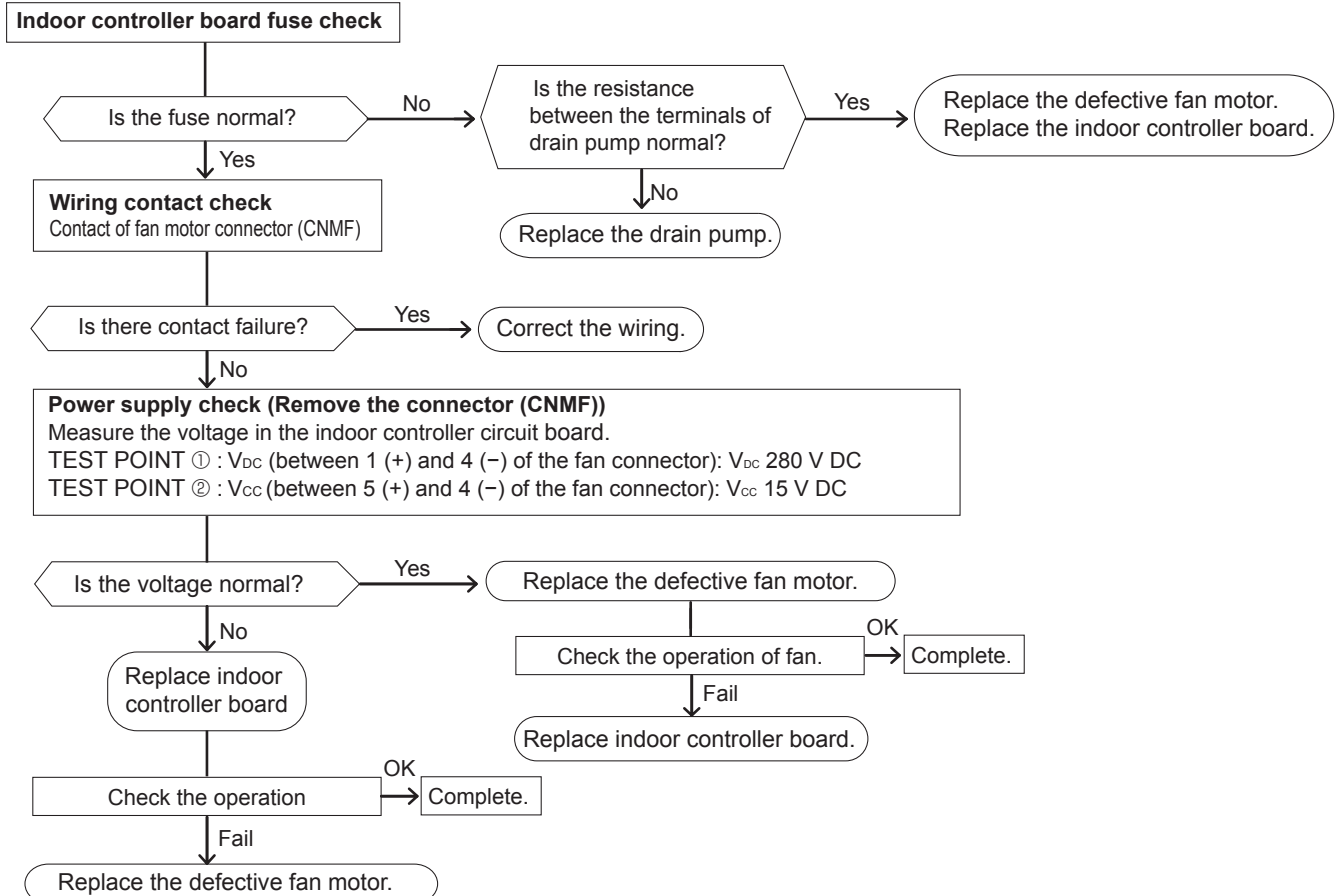 Indoor controller board fuse check
Is the fuse normal?
No
Is the resistance
between the terminals of
drain pump normal?
Yes
Replace the defective fan motor.
Replace the indoor controller board.
Yes
No
Replace the drain pump.
Wiring contact check
Contact of fan motor connector (CNMF)
Is there contact failure?
Yes
Correct the wiring.
No
Power supply check (Remove the connector (CNMF))
Measure the voltage in the indoor controller circuit board.
TEST POINT ① : VDC (between 1 (+) and 4 (−) of the fan connector): VDC 280 V DC
TEST POINT ② : VCC (between 5 (+) and 4 (−) of the fan connector): VCC 15 V DC
Is the voltage normal?
Yes
Replace the defective fan motor.
No
Check the operation of fan.
OK
Complete.
Fail
Replace indoor controller board.
Replace indoor
controller board
Check the operation
OK
Complete.
Fail
Replace the defective fan motor.